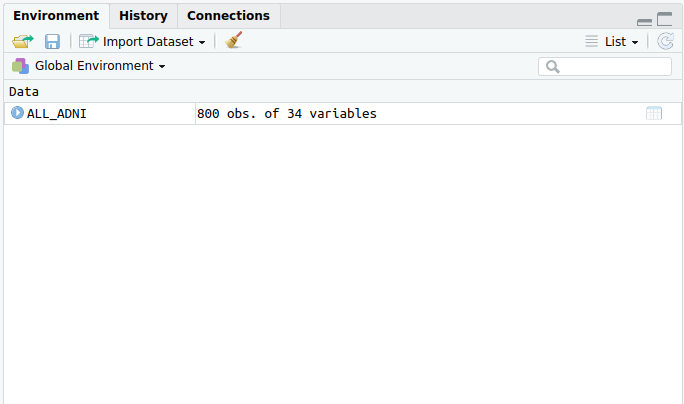 Environment History Connections
Import Dataset List
Global Environment
Data
ALL_ADNI 800 obs. of 34 variables